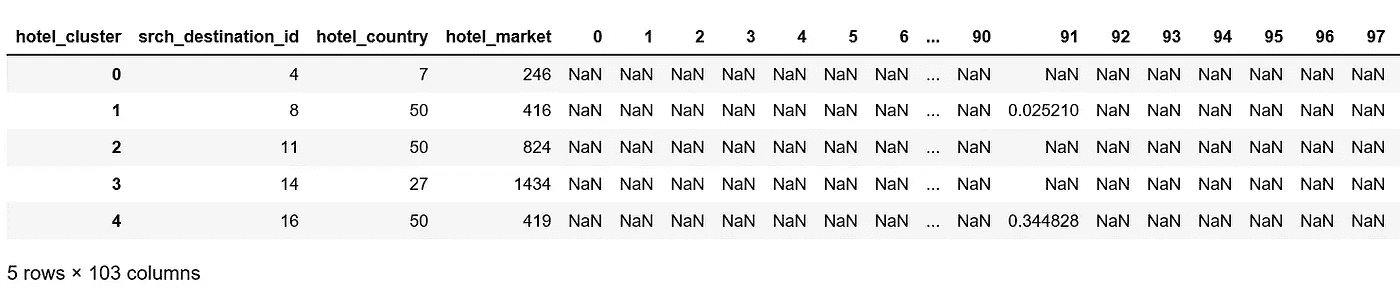 hotel_cluster srch_destination_id hotel_country hotel_market 0 1 2 3 4 5 6 ... 90 91 92 93 94 95 96 97
0 4 7 246 NaN NaN NaN NaN NaN NaN NaN ... NaN NaN NaN NaN NaN NaN NaN NaN
1 8 50 416 NaN NaN NaN NaN NaN NaN NaN ... NaN 0.025210 NaN NaN NaN NaN NaN NaN
2 11 50 824 NaN NaN NaN NaN NaN NaN NaN ... NaN NaN NaN NaN NaN NaN NaN NaN
3 14 27 1434 NaN NaN NaN NaN NaN NaN NaN ... NaN NaN NaN NaN NaN NaN NaN NaN
4 16 50 419 NaN NaN NaN NaN NaN NaN NaN ... NaN 0.344828 NaN NaN NaN NaN NaN NaN
5 rows × 103 columns